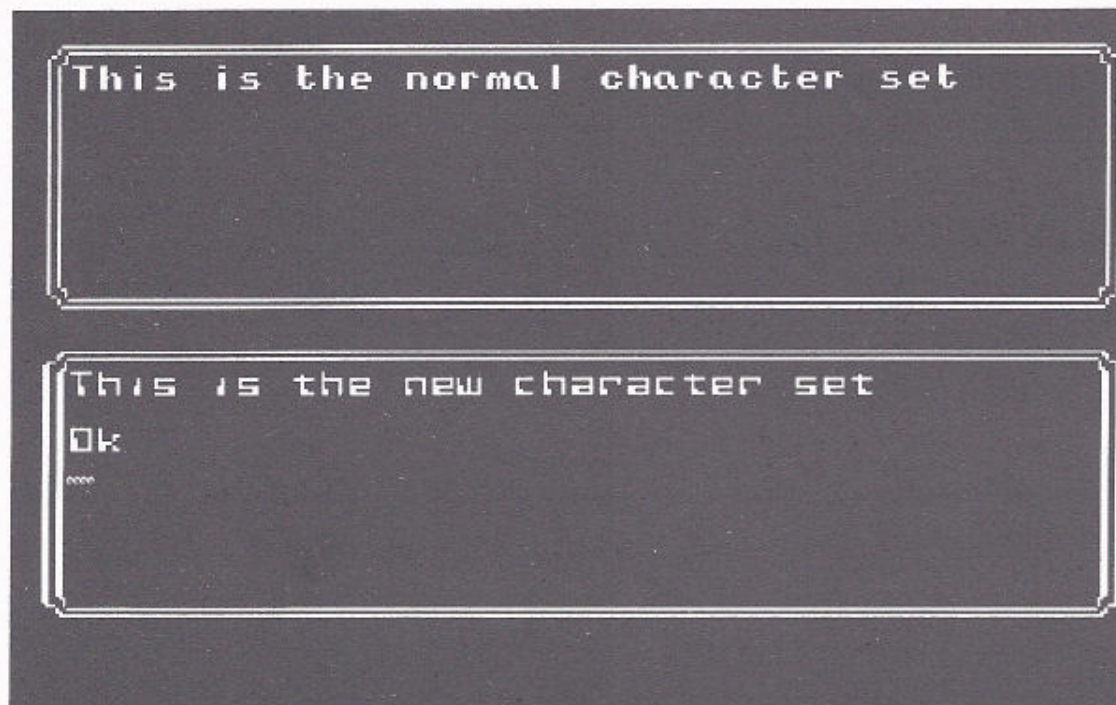 This is the normal character set
This is the new character set
Ok